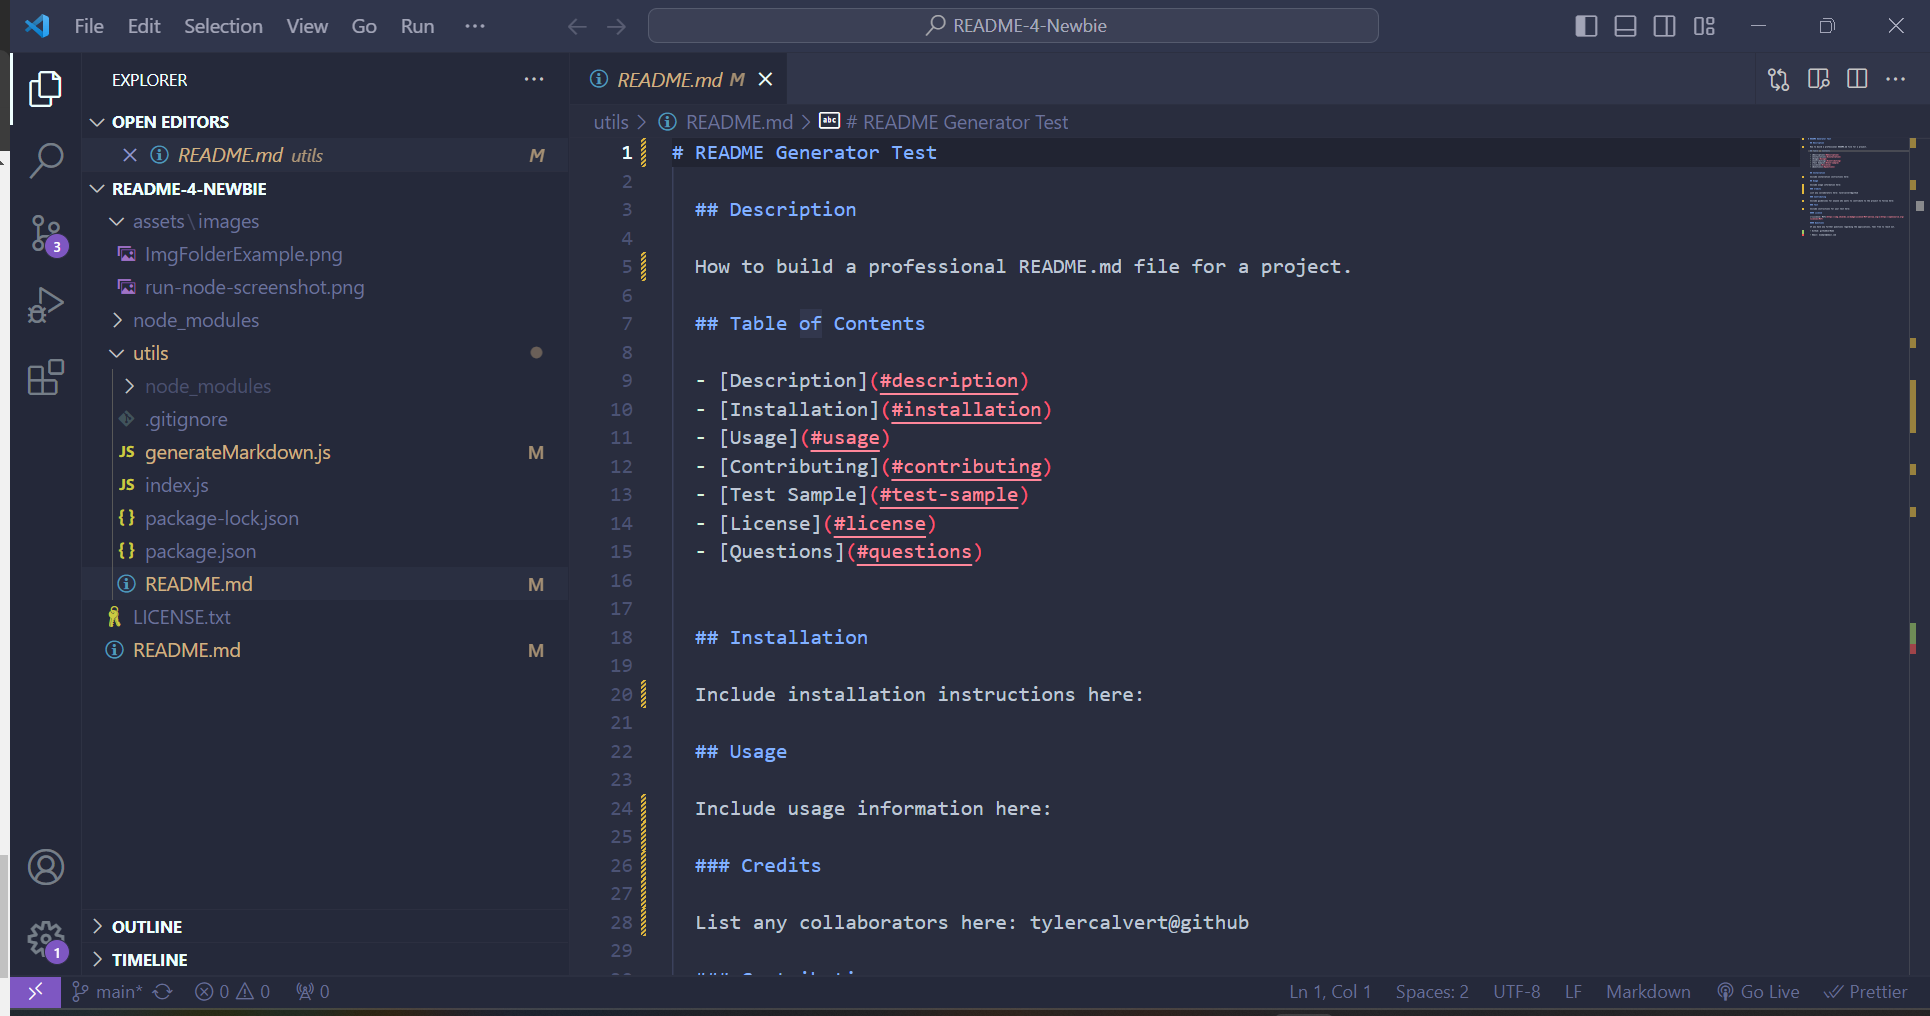 File Edit Selection View Go Run ···
README-4-Newbie
EXPLORER
OPEN EDITORS
README.md utils M
README-4-NEWBIE
assets\images
ImgFolderExample.png
run-node-screenshot.png
node_modules
utils
node_modules
.gitignore
JS generateMarkdown.js M
JS index.js
{} package-lock.json
{} package.json
README.md M
LICENSE.txt
README.md M
OUTLINE
TIMELINE
3
1
README.md M
utils > README.md > abc # README Generator Test
1 # README Generator Test
2
3 ## Description
4
5 How to build a professional README.md file for a project.
6
7 ## Table of Contents
8
9 - [Description](#description)
10 - [Installation](#installation)
11 - [Usage](#usage)
12 - [Contributing](#contributing)
13 - [Test Sample](#test-sample)
14 - [License](#license)
15 - [Questions](#questions)
16
17
18 ## Installation
19
20 Include installation instructions here:
21
22 ## Usage
23
24 Include usage information here:
25
26 ### Credits
27
28 List any collaborators here: tylercalvert@github
29
main* 0 0 0 Ln 1, Col 1 Spaces: 2 UTF-8 LF Markdown Go Live Prettier